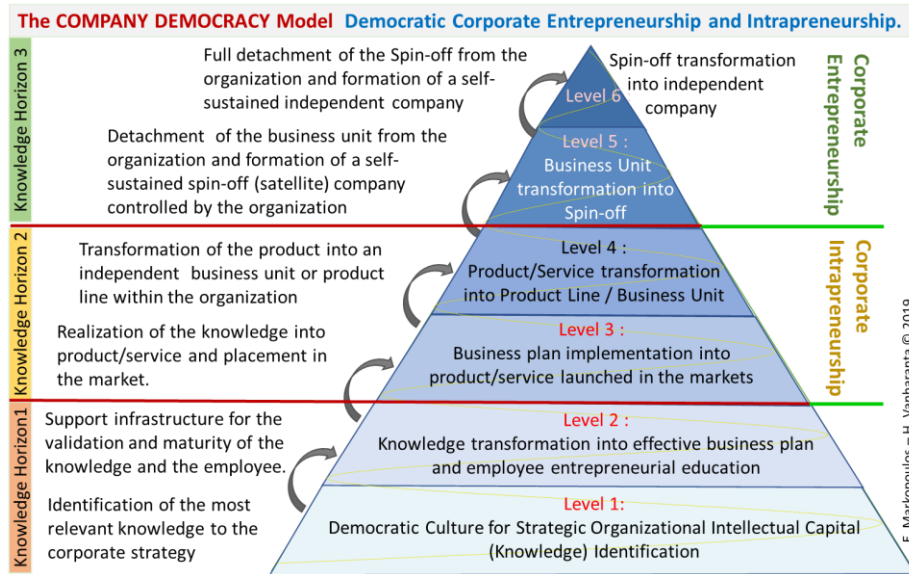 The COMPANY DEMOCRACY Model Democratic Corporate Entrepreneurship and Intrapreneurship.
Knowledge Horizon 3
Full detachment of the Spin-off from the
organization and formation of a self-
sustained independent company
Level 6
Spin-off transformation
into independent
company
Corporate
Entrepreneurship
Detachment of the business unit from the
organization and formation of a self-
sustained spin-off (satellite) company
controlled by the organization
Level 5 :
Business Unit
transformation into
Spin-off
Knowledge Horizon 2
Transformation of the product into an
independent business unit or product
line within the organization
Level 4 :
Product/Service transformation
into Product Line / Business Unit
Corporate
Intrapreneurship
Realization of the knowledge into
product/service and placement in
the market.
Level 3 :
Business plan implementation into
product/service launched in the markets
Knowledge Horizon1
Support infrastructure for the
validation and maturity of the
knowledge and the employee.
Level 2 :
Knowledge transformation into effective business plan
and employee entrepreneurial education
Identification of the most
relevant knowledge to the
corporate strategy
Level 1:
Democratic Culture for Strategic Organizational Intellectual Capital
(Knowledge) Identification
E. Markopoulos – H. Vanharanta © 2019